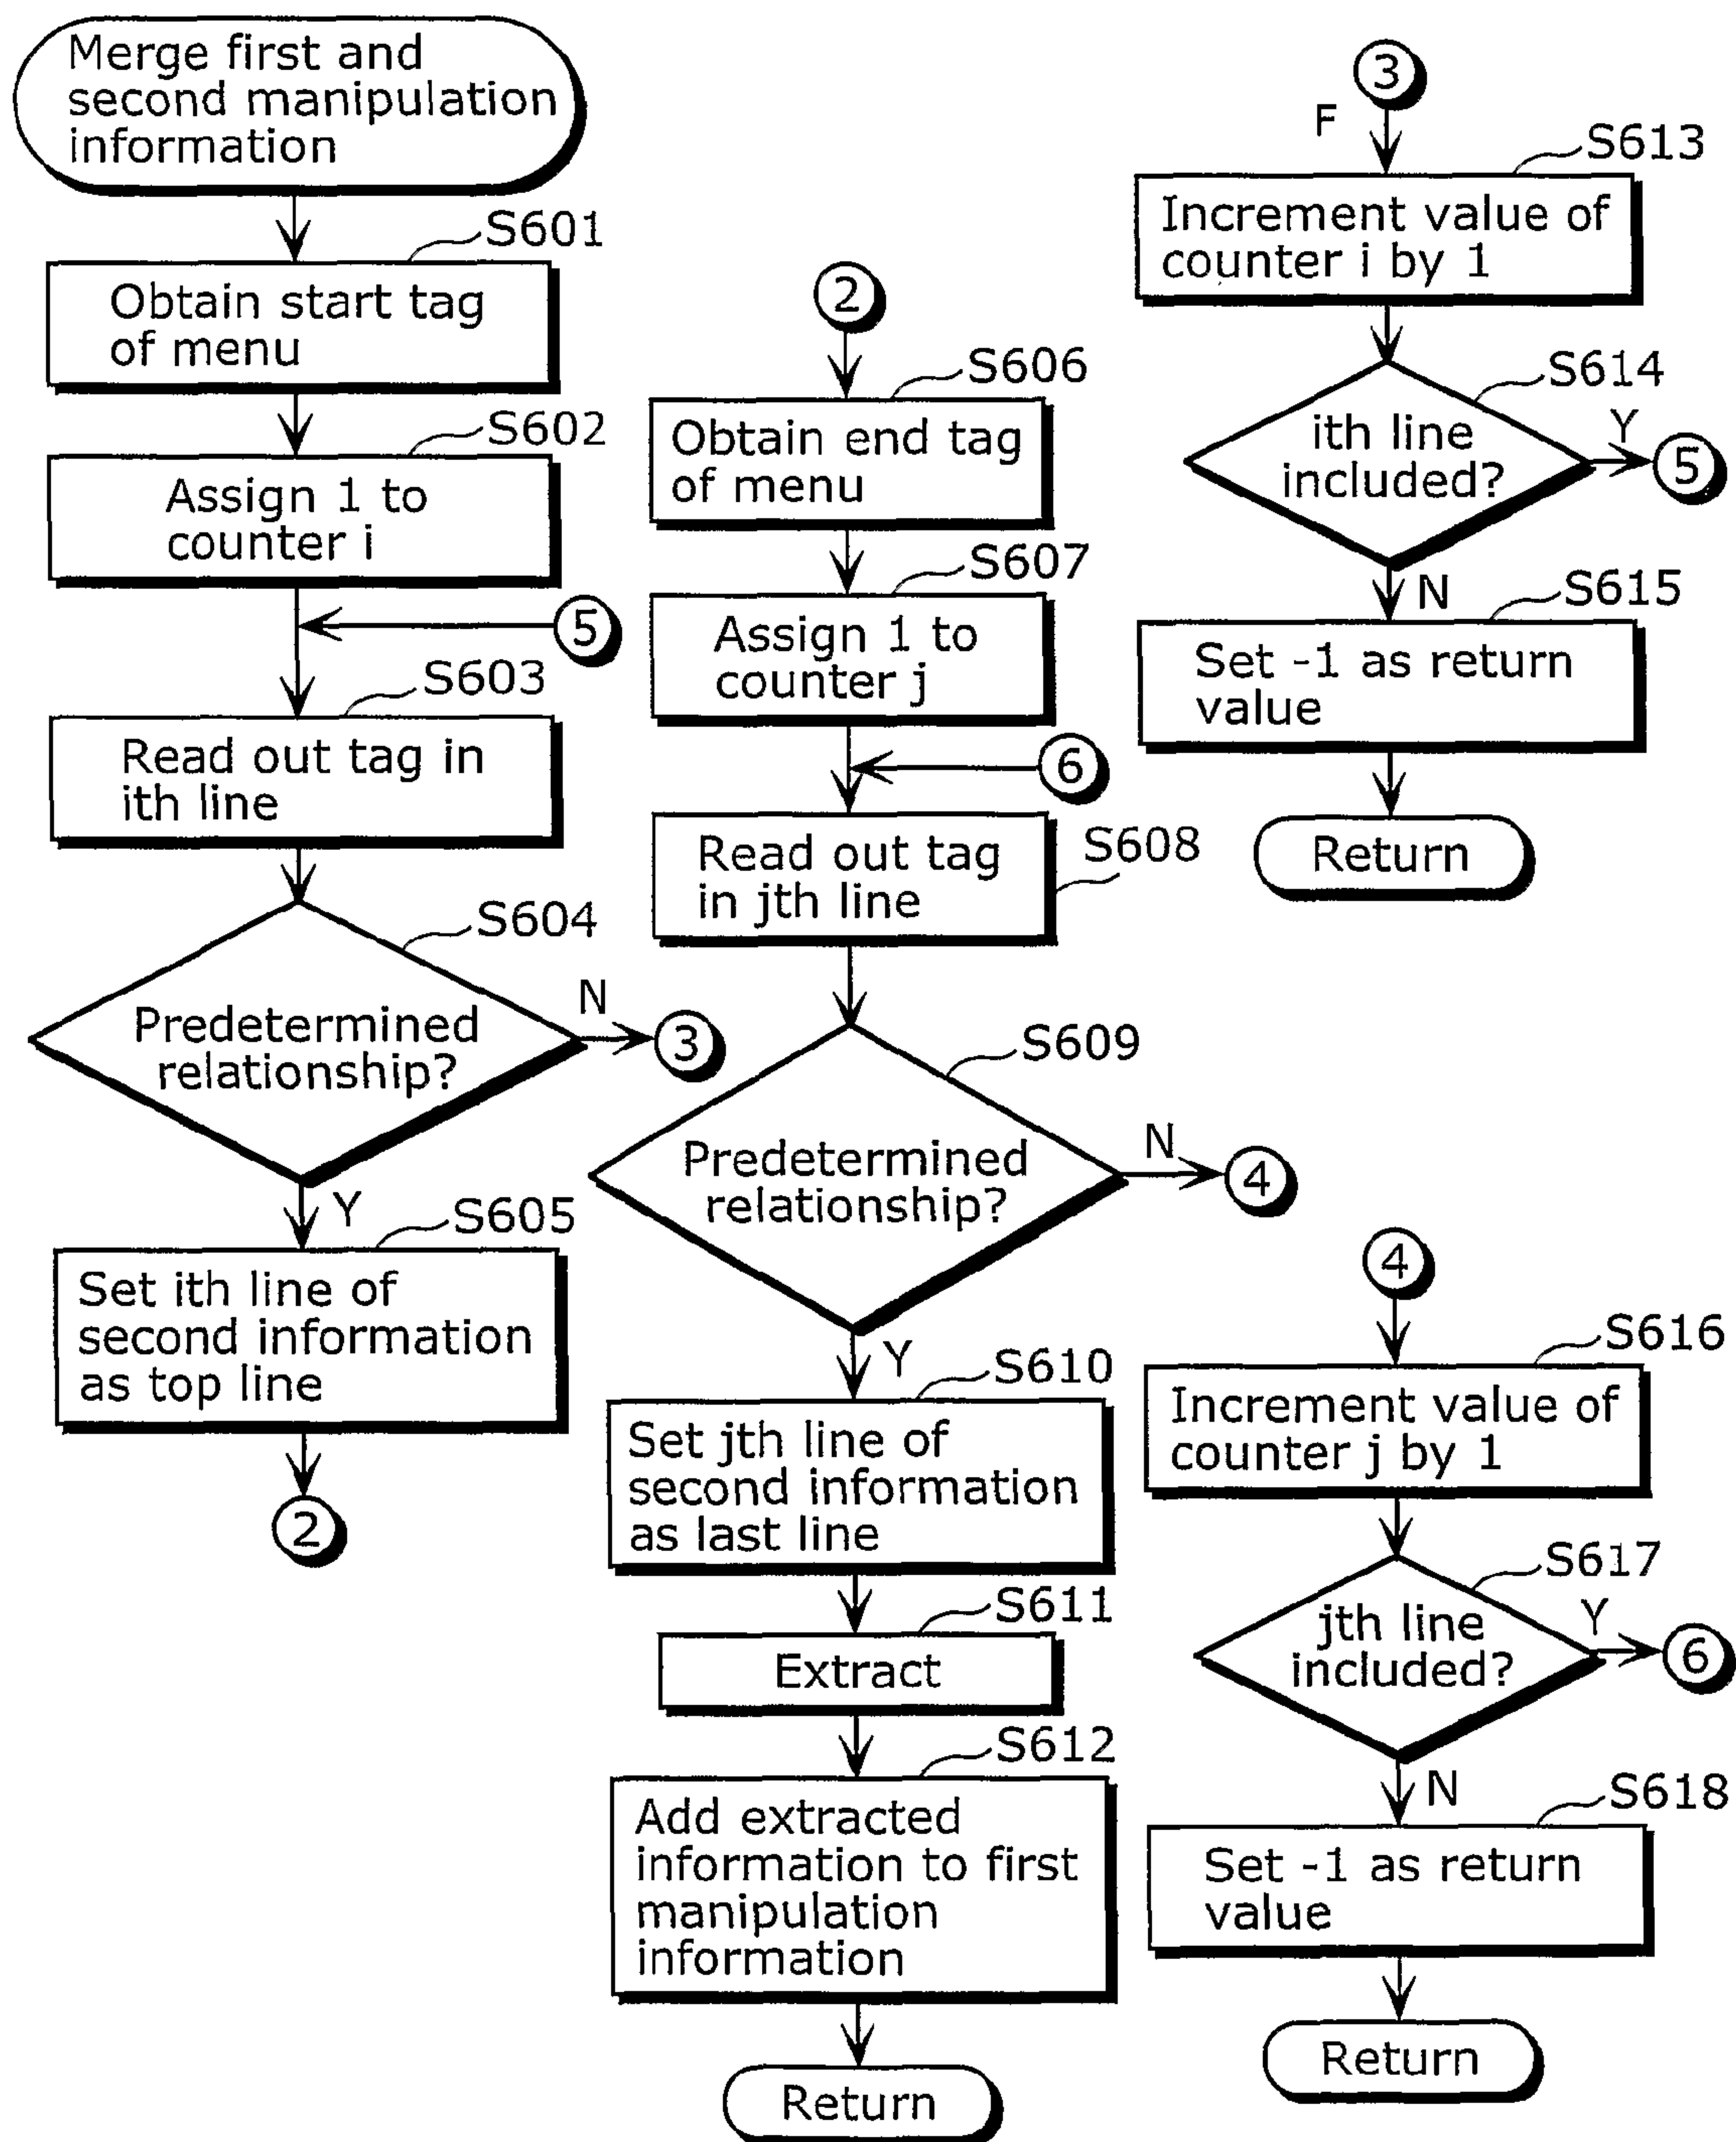 Merge first and
second manipulation
information
S601
Obtain start tag
of menu
S602
Assign 1 to
counter i
5
S603
Read out tag in
ith line
S604
Predetermined
relationship?
N
3
Y
S605
Set ith line of
second information
as top line
2
2
S606
Obtain end tag
of menu
S607
Assign 1 to
counter j
6
S608
Read out tag
in jth line
S609
Predetermined
relationship?
N
4
Y
S610
Set jth line of
second information
as last line
S611
Extract
S612
Add extracted
information to first
manipulation
information
Return
3
F
S613
Increment value of
counter i by 1
S614
ith line
included?
Y
5
N
S615
Set -1 as return
value
Return
4
S616
Increment value of
counter j by 1
S617
jth line
included?
Y
6
N
S618
Set -1 as return
value
Return